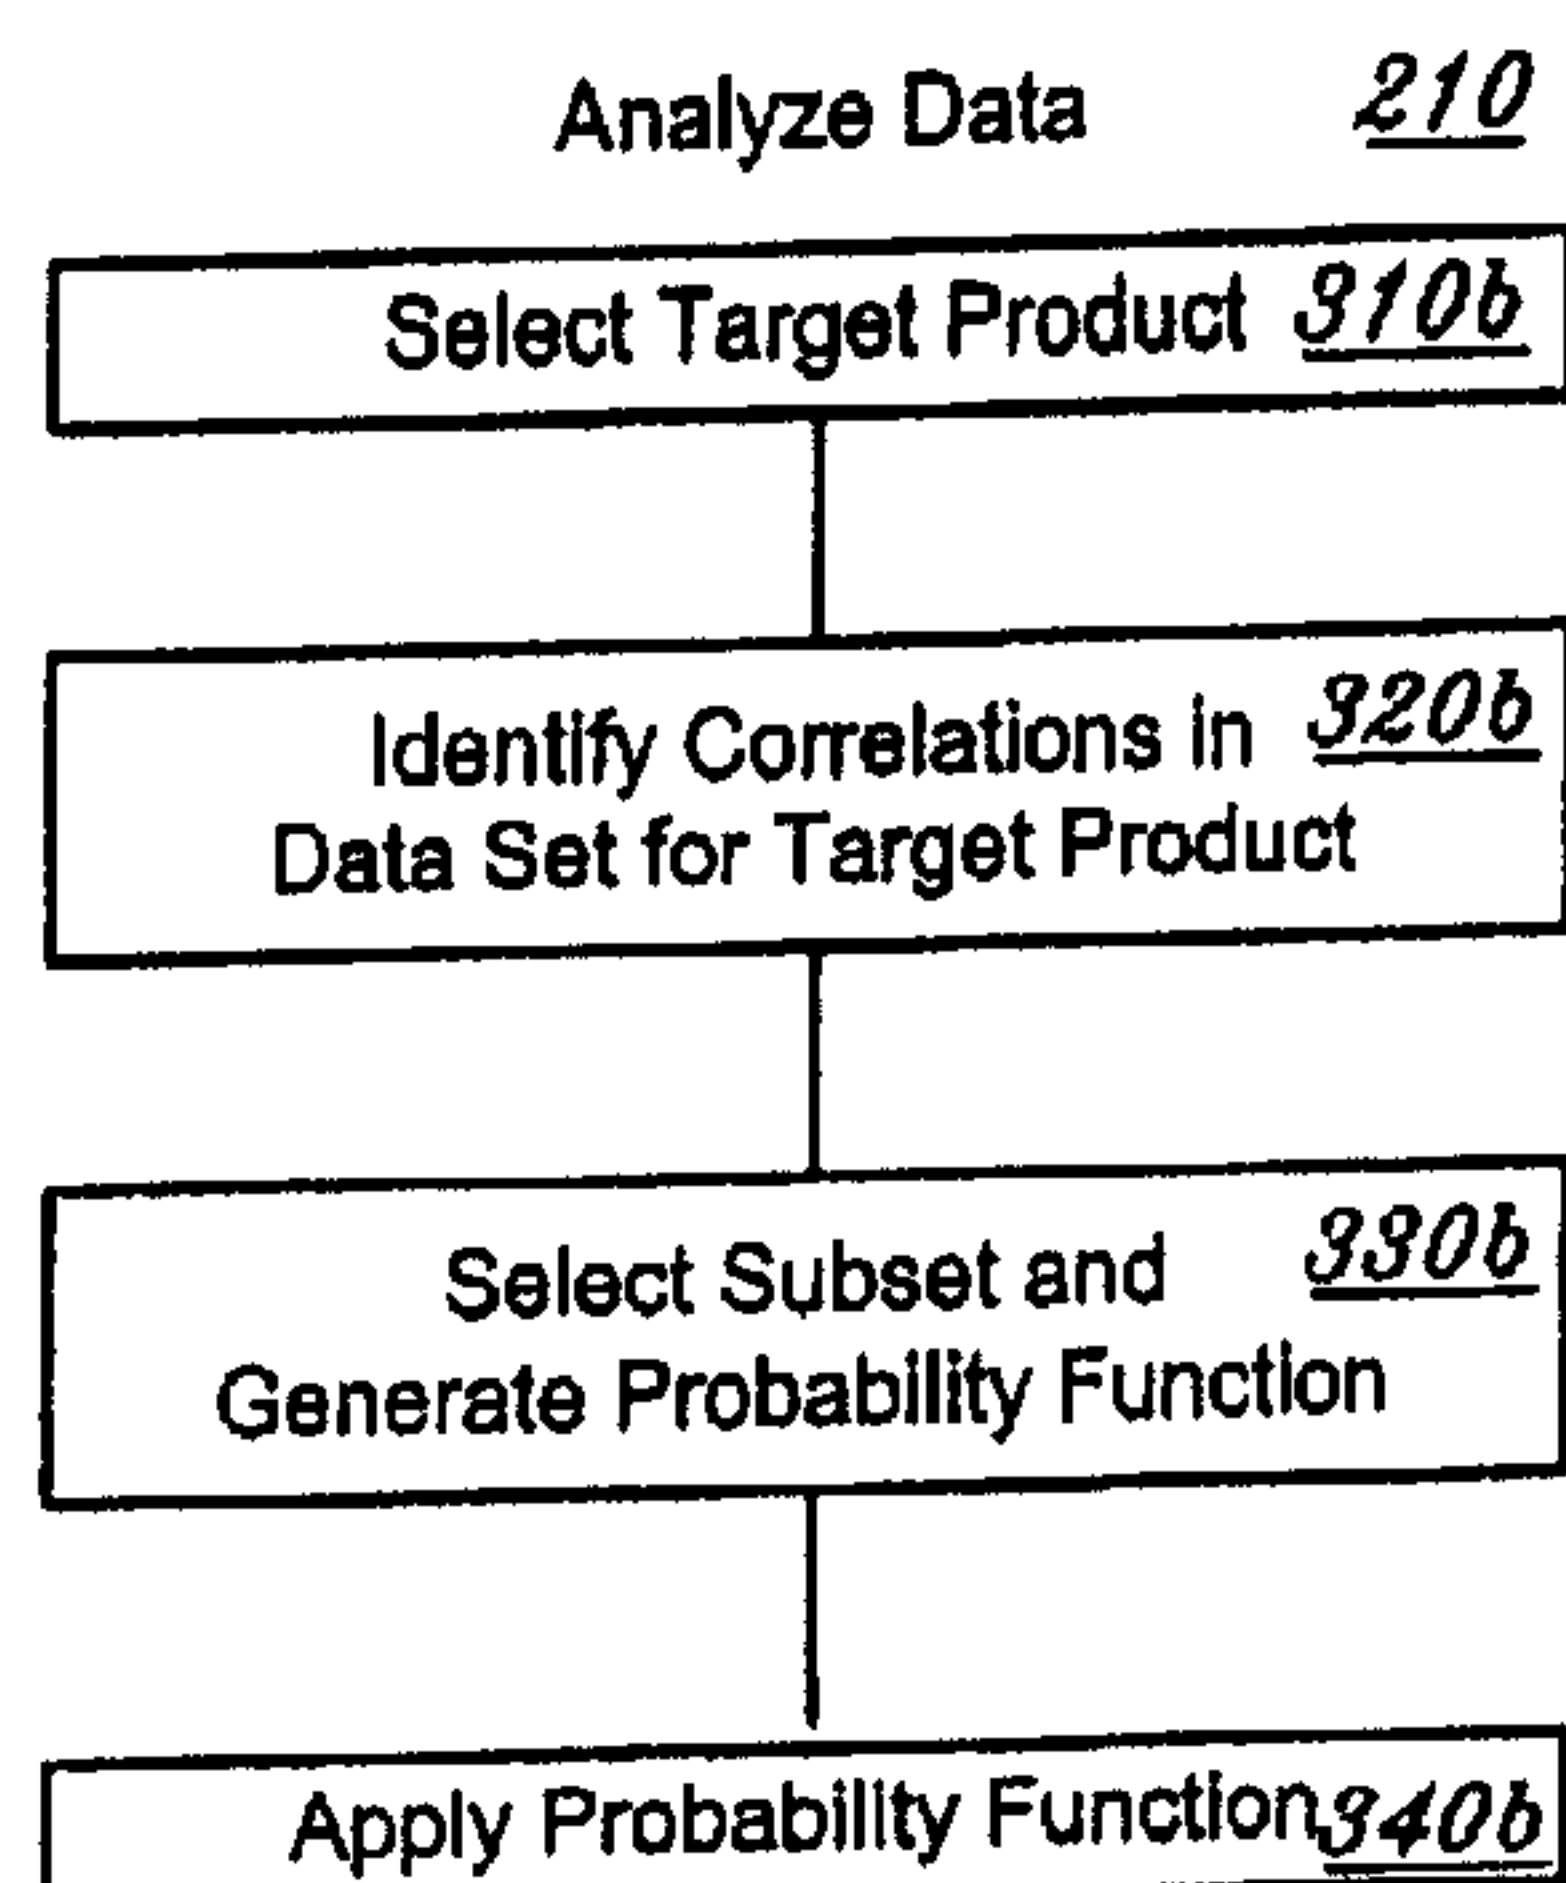 Analyze Data 210
Select Target Product 310b
Identify Correlations in 320b
Data Set for Target Product
Select Subset and 330b
Generate Probability Function
Apply Probability Function 340b